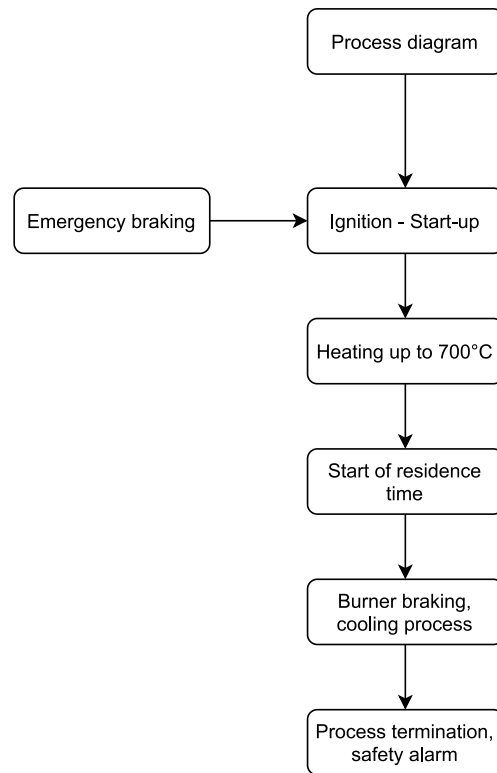 Process diagram
Emergency braking
Ignition - Start-up
Heating up to 700°C
Start of residence
time
Burner braking,
cooling process
Process termination,
safety alarm